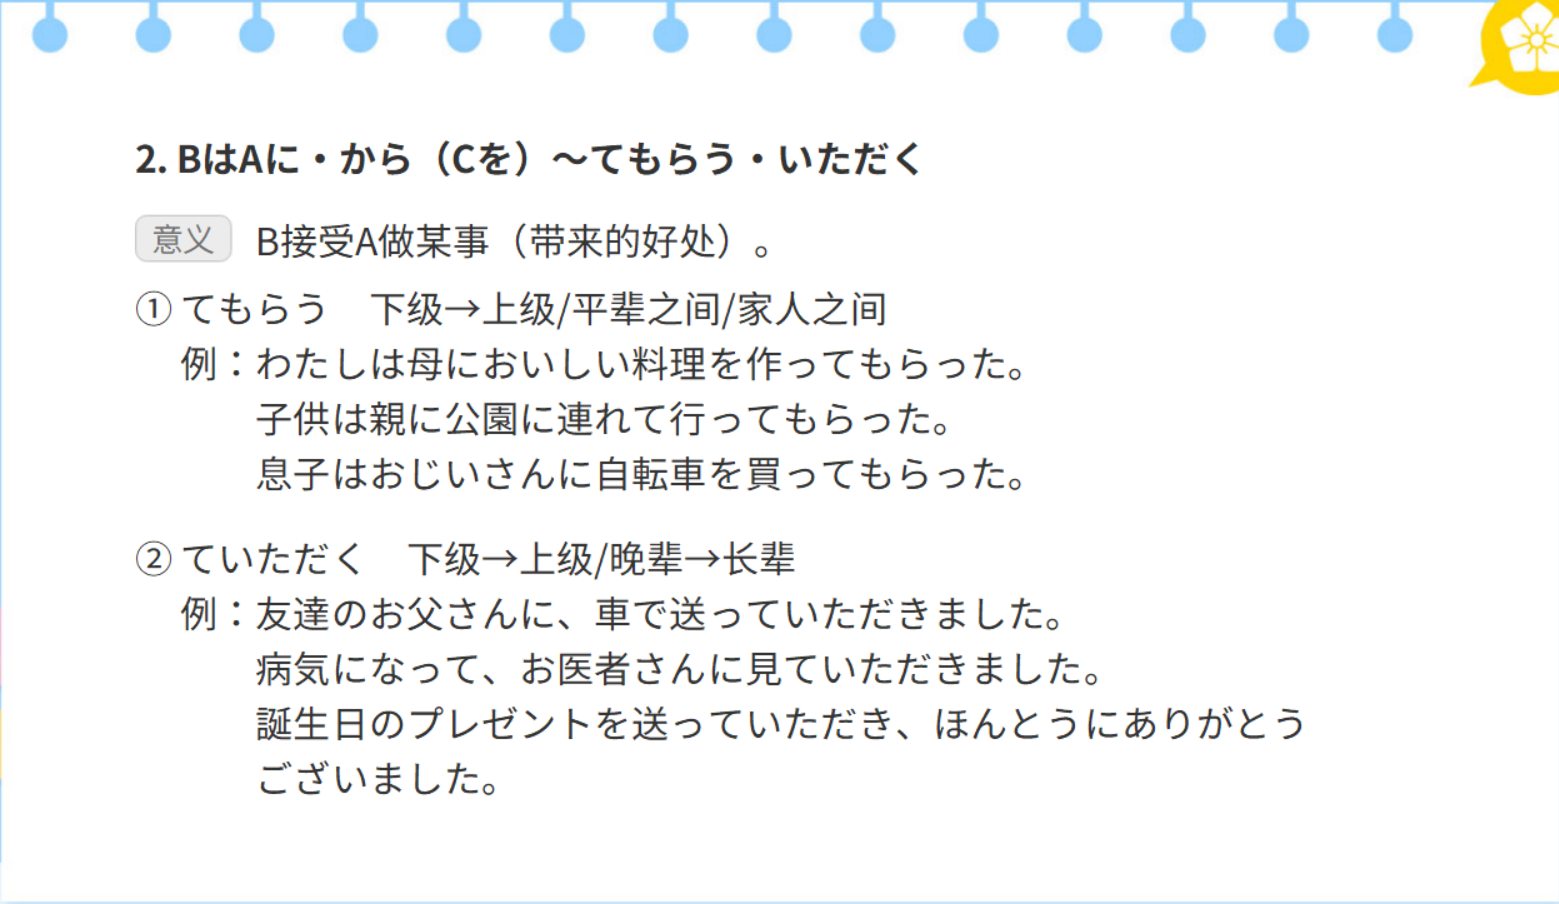 2. BはAに・から（Cを）～てもらう・いただく
意义 B接受A做某事（带来的好处）。
① てもらう 下级→上级/平辈之间/家人之间
例：わたしは母においしい料理を作ってもらった。
子供は親に公園に連れて行ってもらった。
息子はおじいさんに自転車を買ってもらった。
② ていただく 下级→上级/晚辈→长辈
例：友達のお父さんに、車で送っていただきました。
病気になって、お医者さんに見ていただきました。
誕生日のプレゼントを送っていただき、ほんとうにありがとう
ございました。